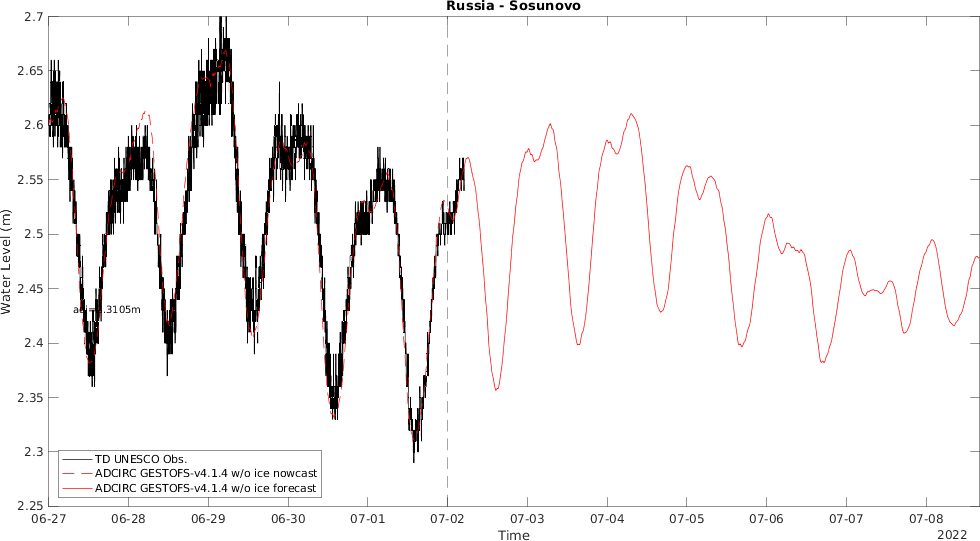 Russia - Sosunovo
2.7
2.65
2.6
2.55
2.5
2.45
2.4
2.35
2.3
2.25
Water Level (m)
.3105m
TD UNESCO Obs.
ADCIRC GESTOFS-v4.1.4 w/o ice nowcast
ADCIRC GESTOFS-v4.1.4 w/o ice forecast
06-27 06-28 06-29 06-30 07-01 07-02 07-03 07-04 07-05 07-06 07-07 07-08
Time
2022